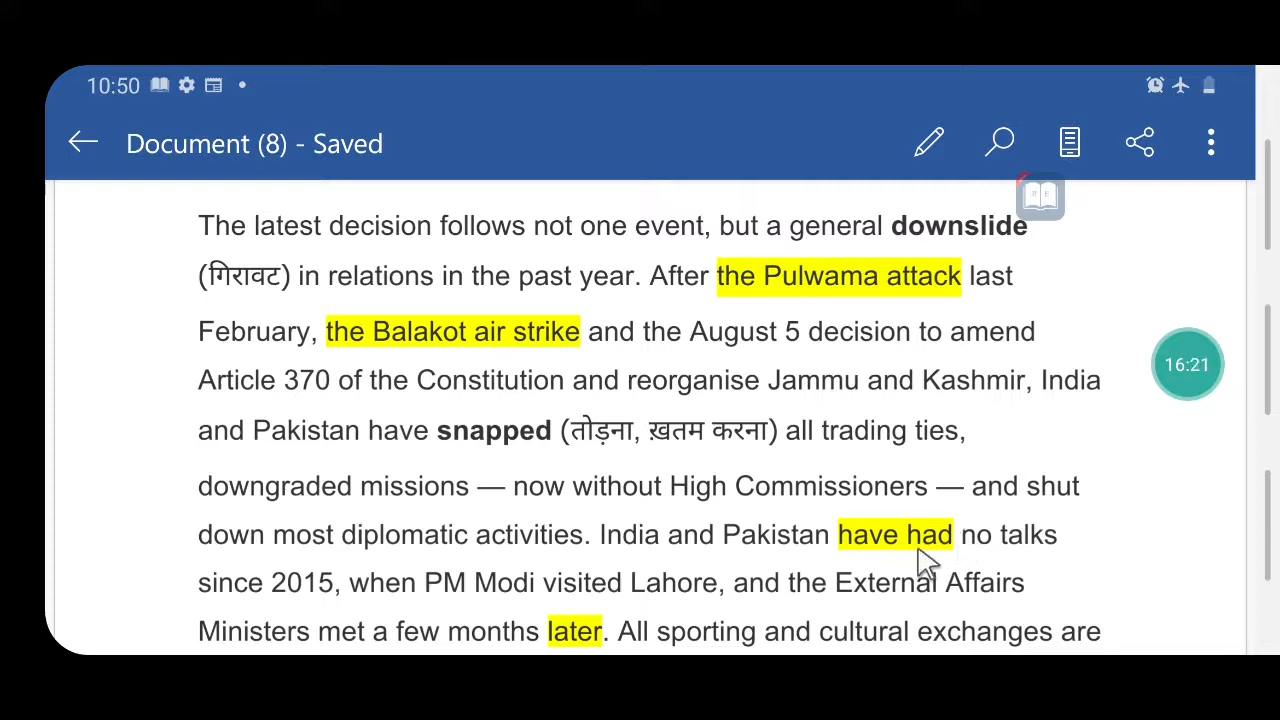 10:50
Document (8) - Saved
The latest decision follows not one event, but a general downslide
(गिरावट) in relations in the past year. After the Pulwama attack last
February, the Balakot air strike and the August 5 decision to amend
Article 370 of the Constitution and reorganise Jammu and Kashmir, India
and Pakistan have snapped (तोड़ना, ख़तम करना) all trading ties,
downgraded missions — now without High Commissioners — and shut
down most diplomatic activities. India and Pakistan have had no talks
since 2015, when PM Modi visited Lahore, and the External Affairs
Ministers met a few months later. All sporting and cultural exchanges are
16:21